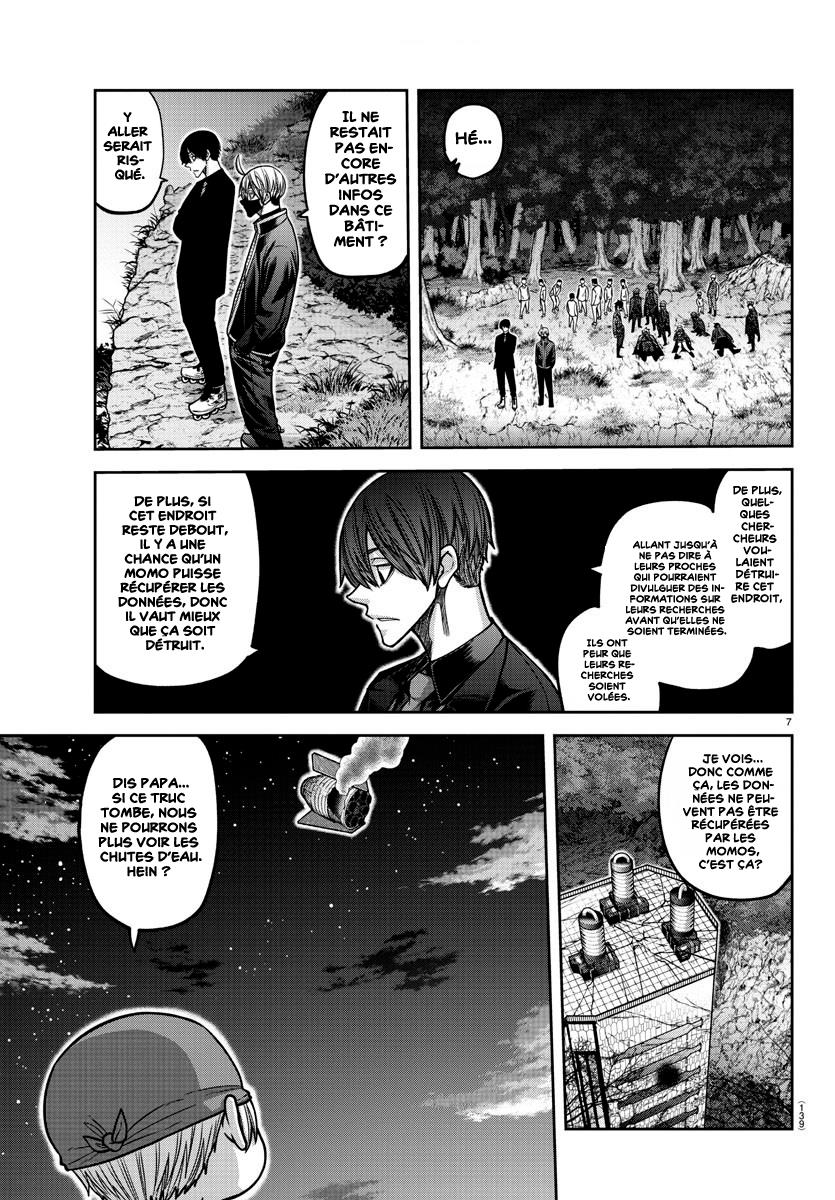 HÉ...
IL NE
RESTAIT
PAS EN-
CORE
D'AUTRES
INFOS
DANS CE
BÂTI-
MENT ?
Y
ALLER
SERAIT
RIS-
QUÉ.
DE PLUS,
QUEL-
QUES
CHER-
CHEURS
VOU-
LAIENT
DÉTRUI-
RE CET
ENDROIT,
ALLANT JUSQU'À
NE PAS DIRE À
LEURS PROCHES
QUI POURRAIENT
DIVULGUER DES IN-
FORMATIONS SUR
LEURS RECHERCHES
AVANT QU'ELLES NE
SOIENT TERMINÉES.
ILS ONT
PEUR QUE
LEURS RE-
CHERCHES
SOIENT
VOLÉES.
DE PLUS, SI
CET ENDROIT
RESTE DEBOUT,
IL Y A UNE
CHANCE QU'UN
MOMO PUISSE
RÉCUPÉRER LES
DONNÉES, DONC
IL VAUT MIEUX
QUE ÇA SOIT
DÉTRUIT.
7
JE VOIS...
DONC COMME
ÇA, LES DON-
NÉES NE PEU-
VENT PAS ÊTRE
RÉCUPÉRÉES
PAR LES
MOMOS,
C'EST ÇA?
DIS PAPA...
SI CE TRUC
TOMBE, NOUS
NE POURRONS
PLUS VOIR LES
CHUTES D'EAU.
HEIN ?
(139)